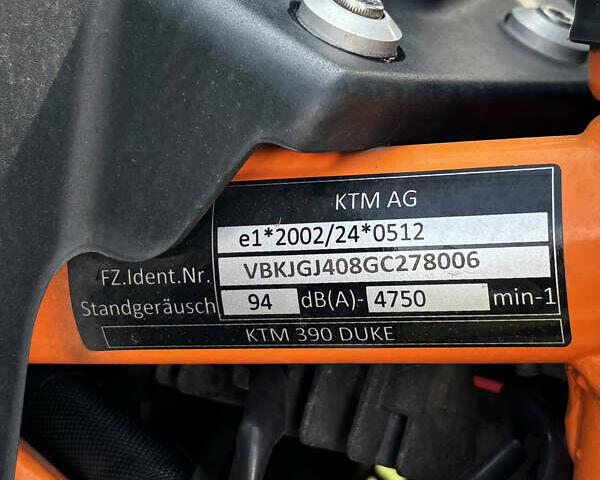 KTM AG
e1*2002/24*0512
FZ.Ident.Nr. VBKJGJ408GC278006
Standgeräusch 94 dB(A)- 4750 min-1
KTM 390 DUKE